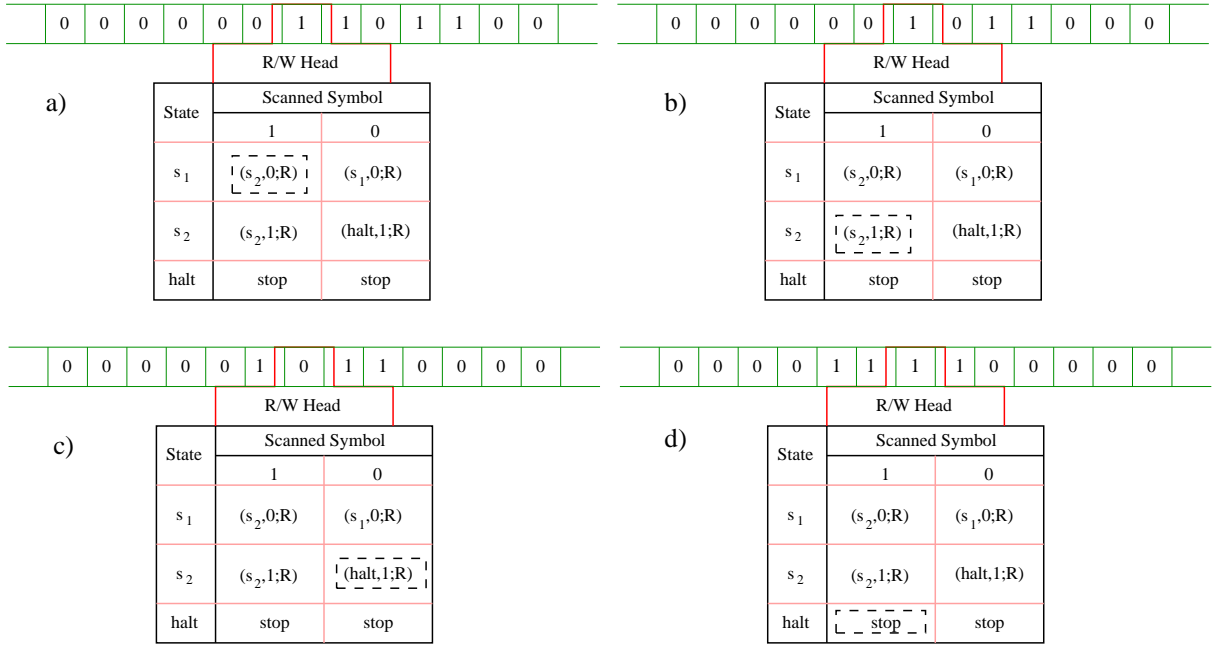 0 0 0 0 0 0 1 1 0 1 1 0 0
R/W Head
a)
State
Scanned Symbol
1 0
s1 (s2,0;R) (s1,0;R)
s2 (s2,1;R) (halt,1;R)
halt stop stop
0 0 0 0 0 0 1 0 1 1 0 0 0
R/W Head
b)
State
Scanned Symbol
1 0
s1 (s2,0;R) (s1,0;R)
s2 (s2,1;R) (halt,1;R)
halt stop stop
0 0 0 0 0 1 0 1 1 0 0 0 0
R/W Head
c)
State
Scanned Symbol
1 0
s1 (s2,0;R) (s1,0;R)
s2 (s2,1;R) (halt,1;R)
halt stop stop
0 0 0 0 1 1 1 1 0 0 0 0 0
R/W Head
d)
State
Scanned Symbol
1 0
s1 (s2,0;R) (s1,0;R)
s2 (s2,1;R) (halt,1;R)
halt stop stop